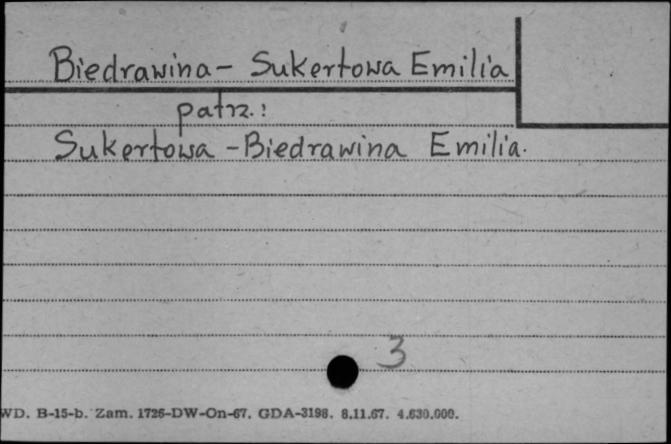 Biedrawina - Sukertowa Emilia
patrz.:
Sukertowa - Biedrawina Emilia.
3
WD. B-15-b. Zam. 1726-DW-On-67. GDA-3198. 8.11.67. 4.630.000.